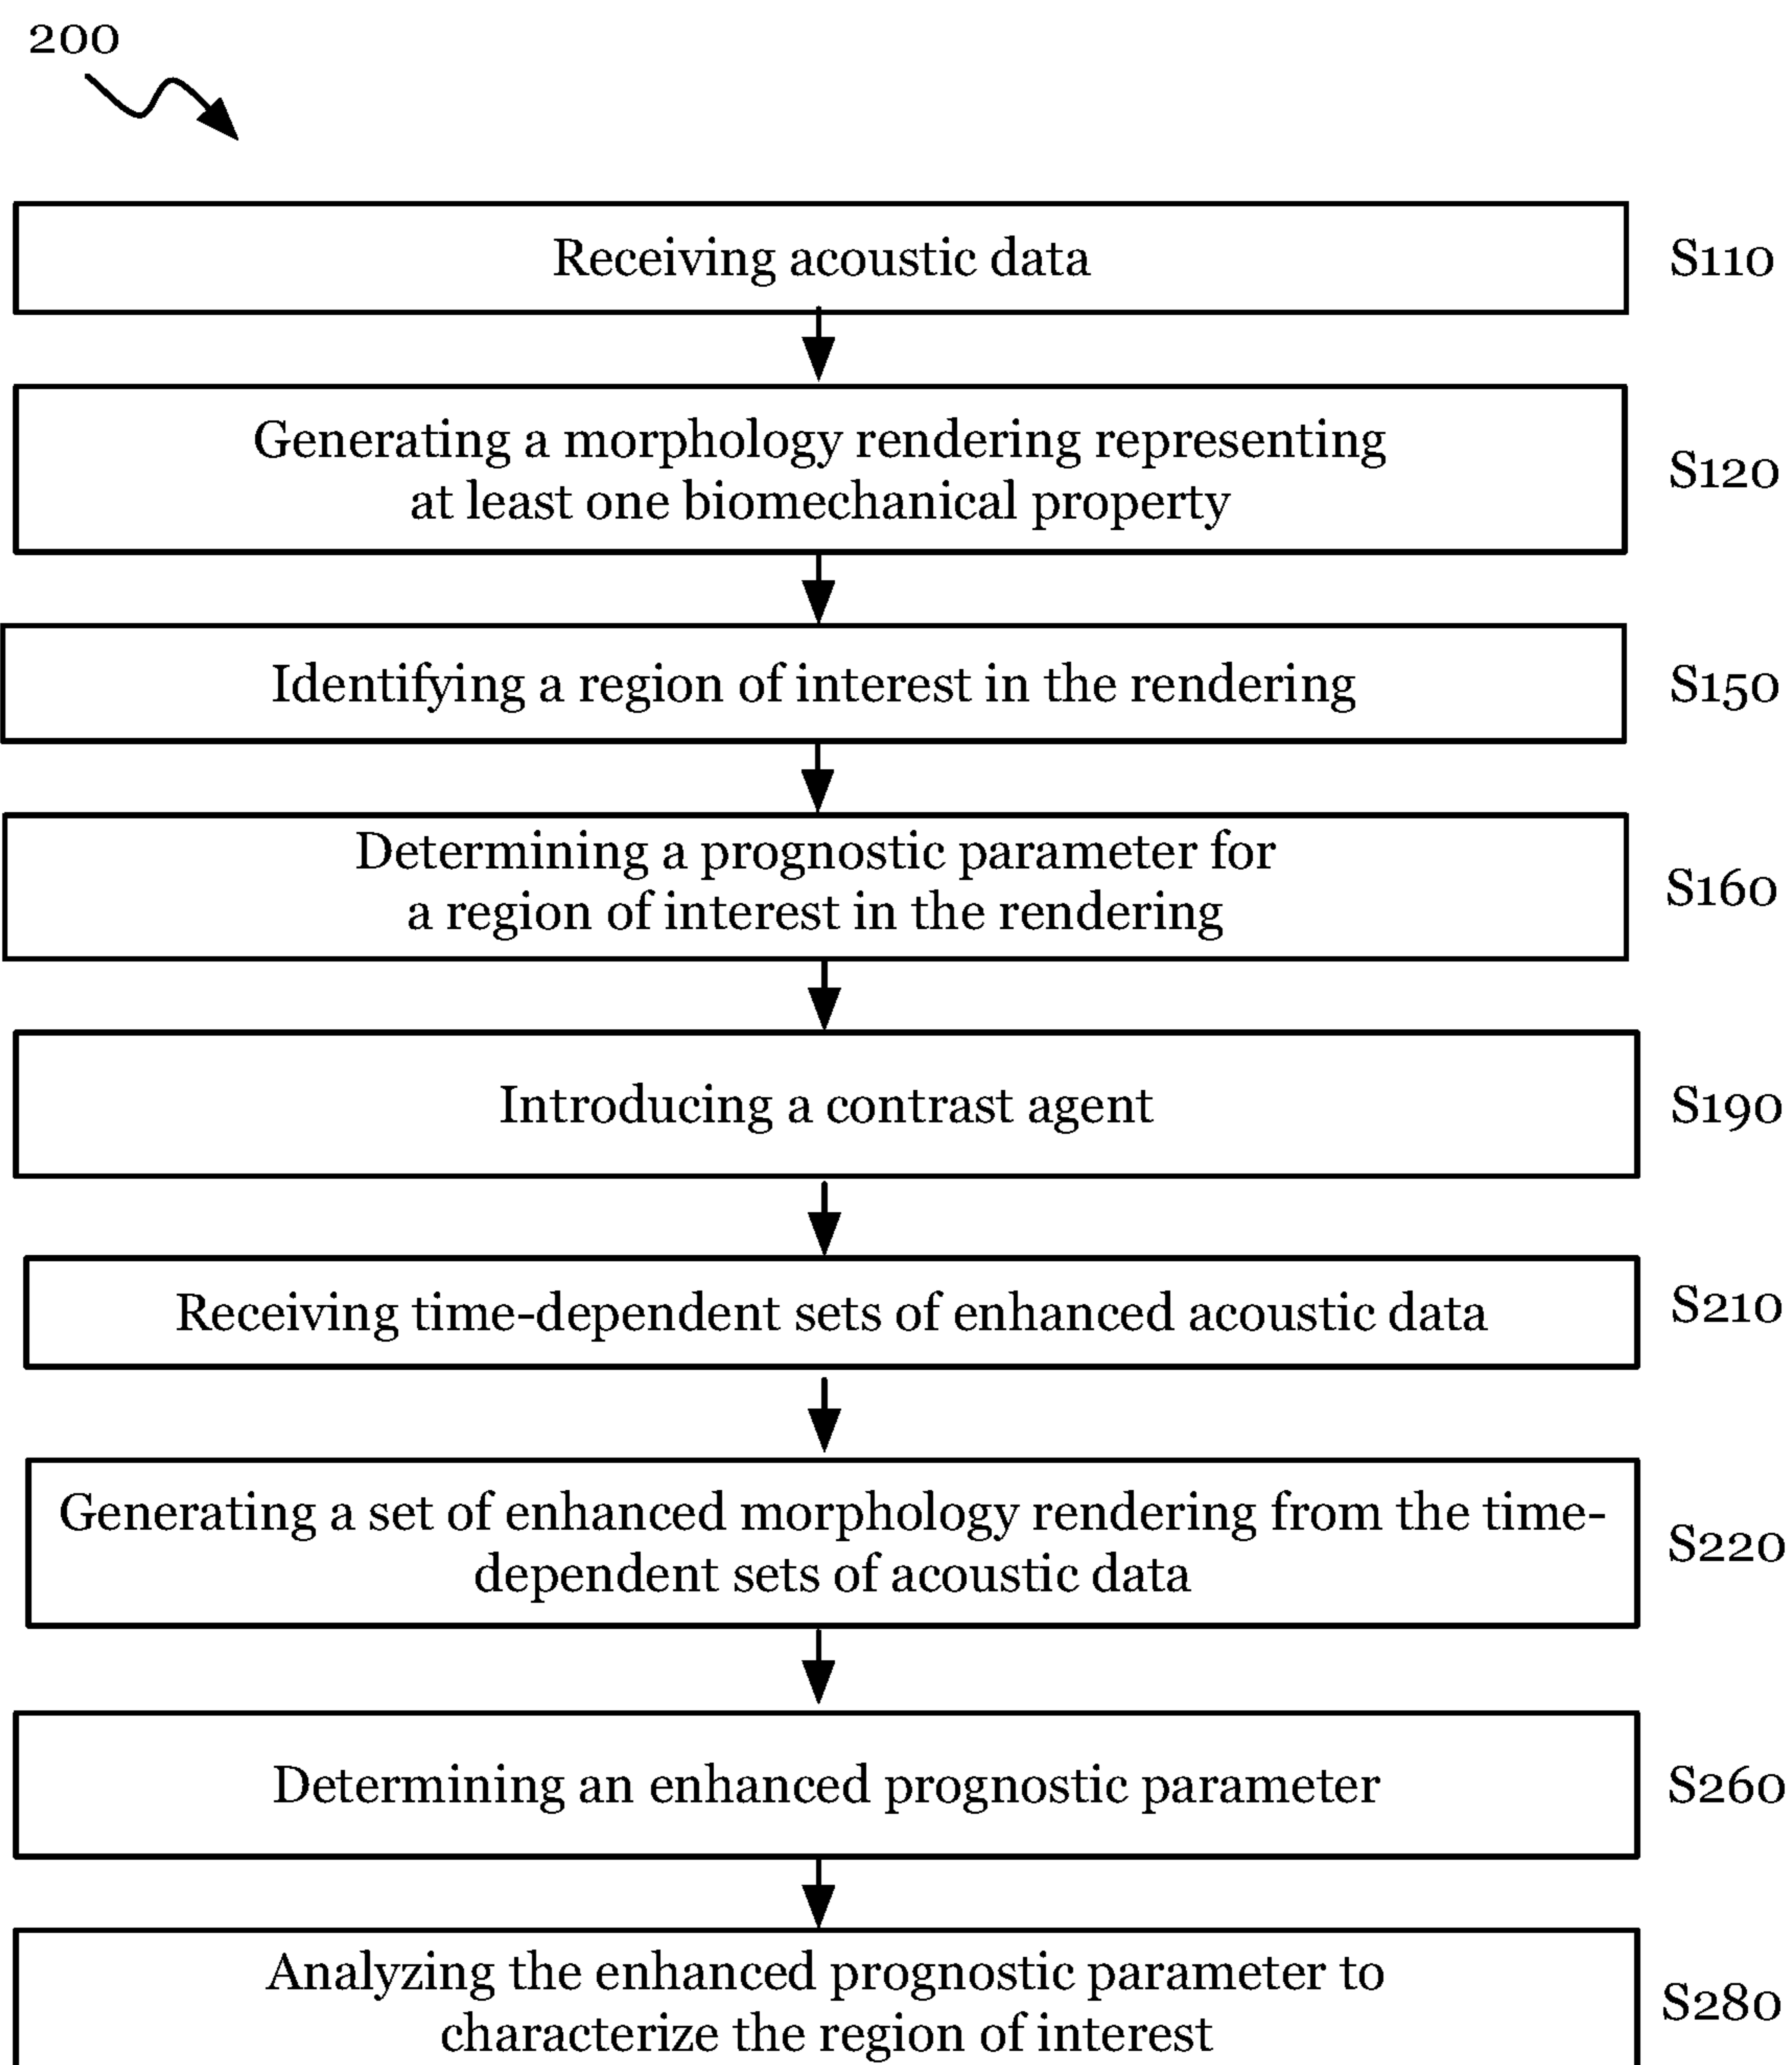 200
Receiving acoustic data
S110
Generating a morphology rendering representing
at least one biomechanical property
S120
Identifying a region of interest in the rendering
S150
Determining a prognostic parameter for
a region of interest in the rendering
S160
Introducing a contrast agent
S190
Receiving time-dependent sets of enhanced acoustic data
S210
Generating a set of enhanced morphology rendering from the time-
dependent sets of acoustic data
S220
Determining an enhanced prognostic parameter
S260
Analyzing the enhanced prognostic parameter to
characterize the region of interest
S280